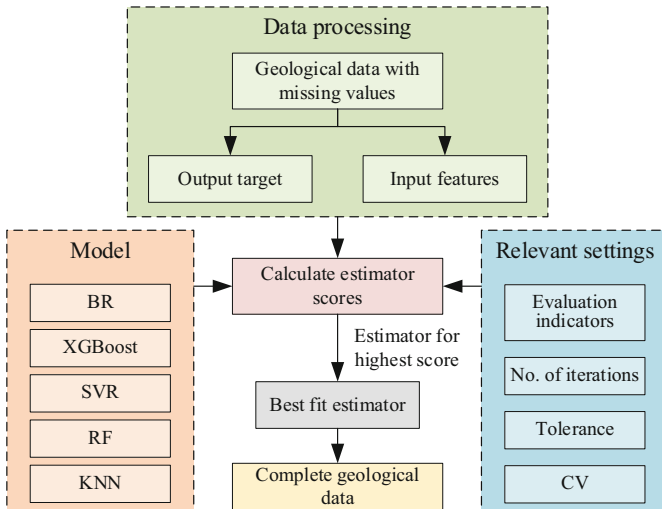 Data processing
Geological data with
missing values
Output target
Input features
Model
BR
XGBoost
SVR
RF
KNN
Calculate estimator
scores
Estimator for
highest score
Best fit estimator
Complete geological
data
Relevant settings
Evaluation
indicators
No. of iterations
Tolerance
CV